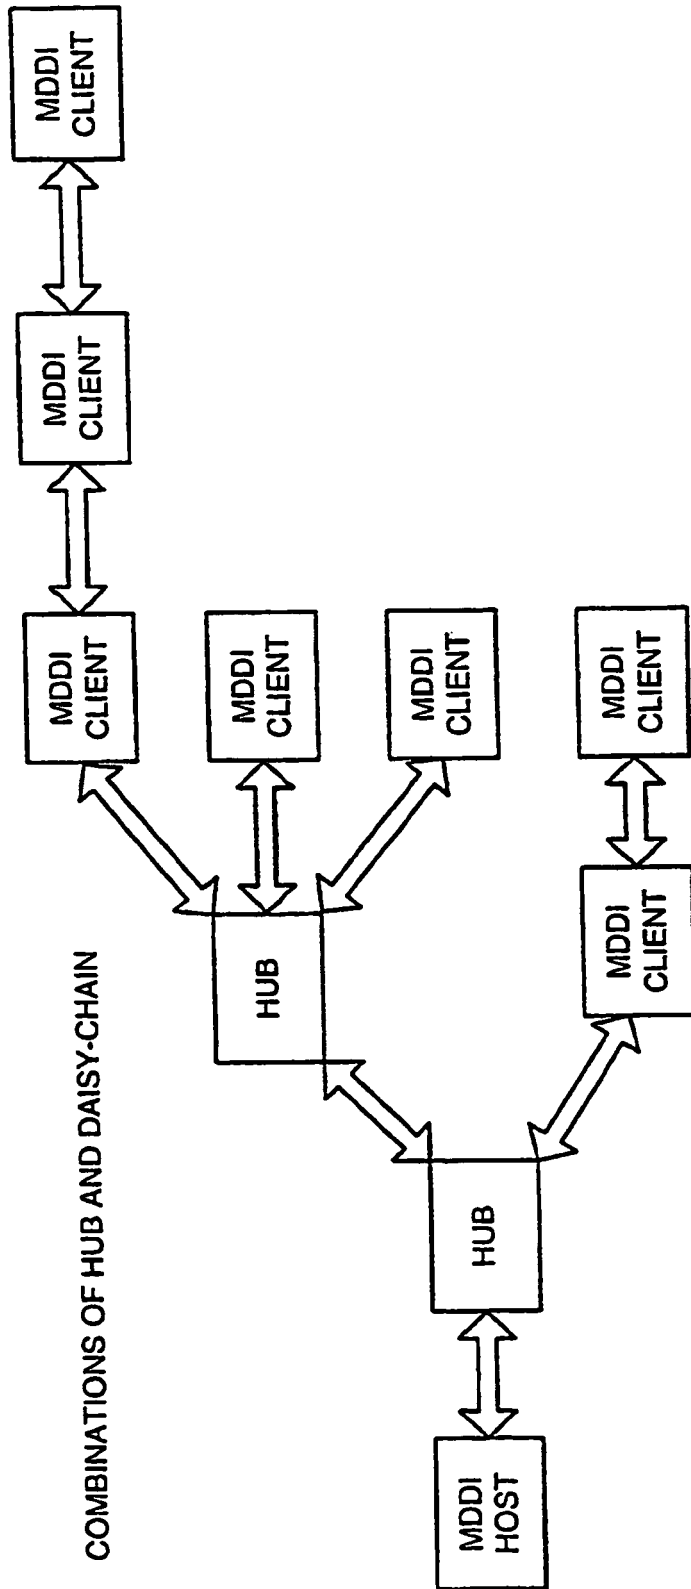 COMBINATIONS OF HUB AND DAISY-CHAIN
MDDI
HOST
HUB
HUB
MDDI
CLIENT
MDDI
CLIENT
MDDI
CLIENT
MDDI
CLIENT
MDDI
CLIENT
MDDI
CLIENT
MDDI
CLIENT